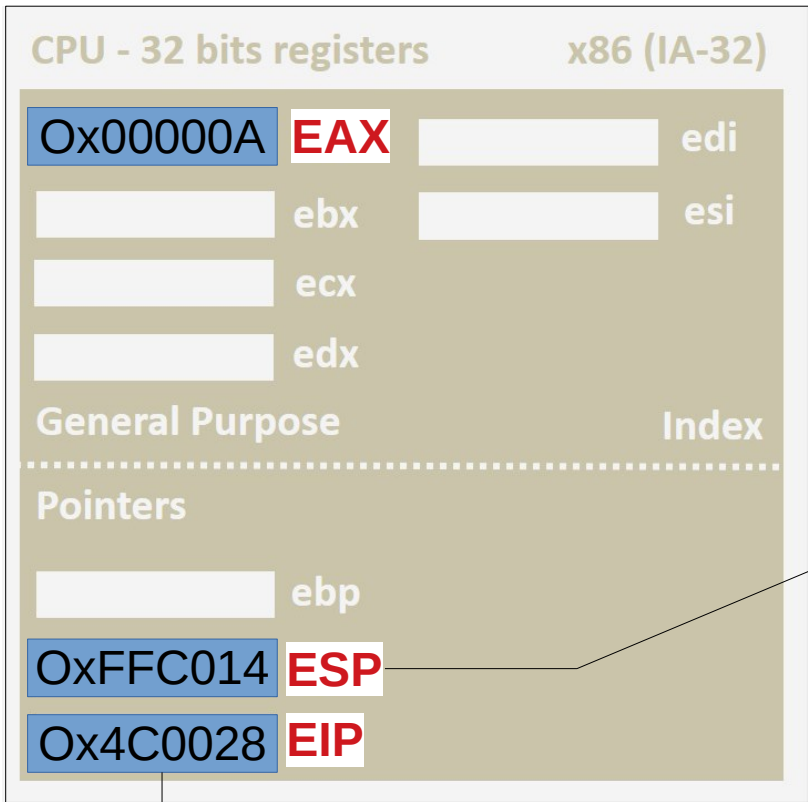 CPU - 32 bits registers x86 (IA-32)
Ox00000A EAX edi
ebx esi
ecx
edx
General Purpose Index
Pointers
ebp
OxFFC014 ESP
Ox4C0028 EIP